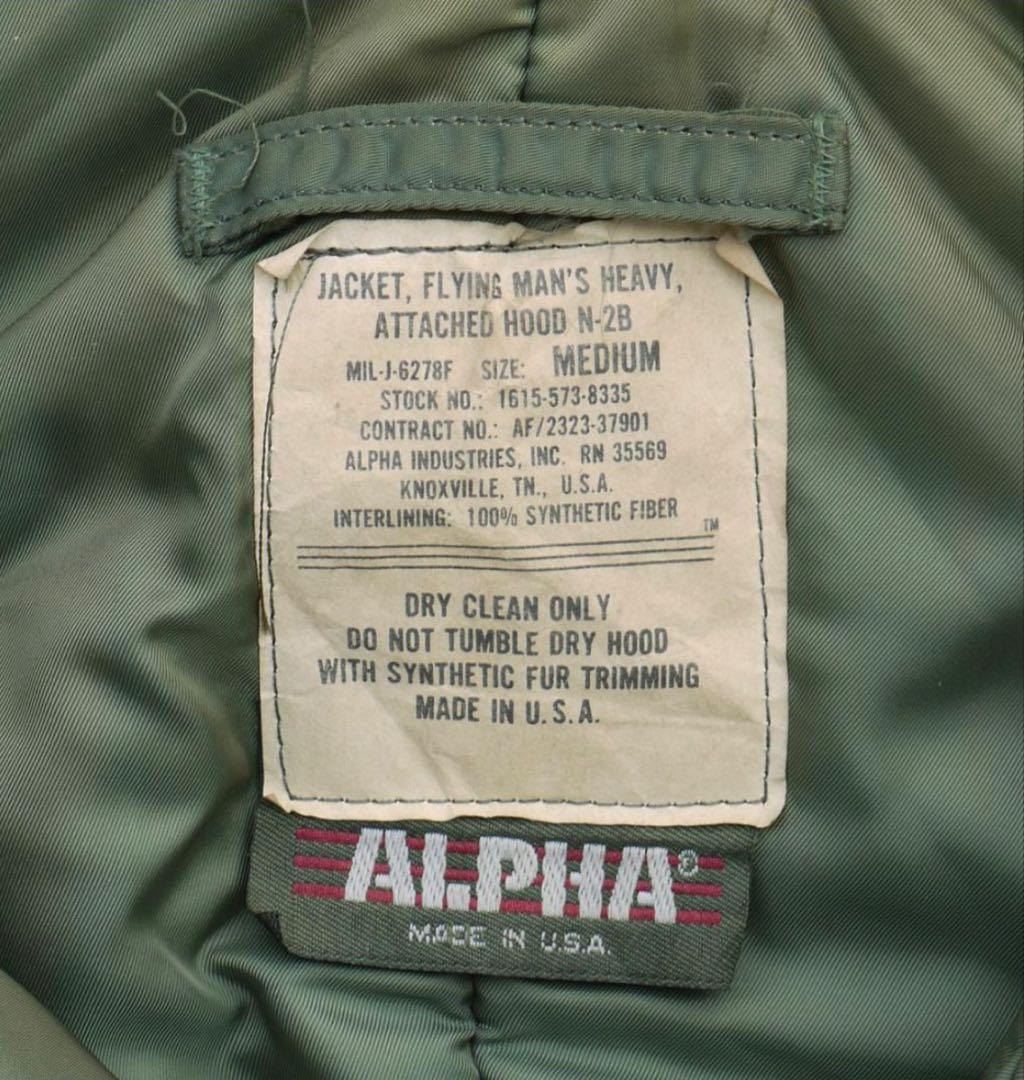 JACKET, FLYING MAN'S HEAVY,
ATTACHED HOOD N-2B
MIL-J-6278F SIZE: MEDIUM
STOCK NO.: 1615-573-8335
CONTRACT NO.: AF/2323-37901
ALPHA INDUSTRIES, INC. RN 35569
KNOXVILLE, TN., U.S.A.
INTERLINING: 100% SYNTHETIC FIBER
TM
DRY CLEAN ONLY
DO NOT TUMBLE DRY HOOD
WITH SYNTHETIC FUR TRIMMING
MADE IN U.S.A.
ALPHA®
MADE IN U.S.A.